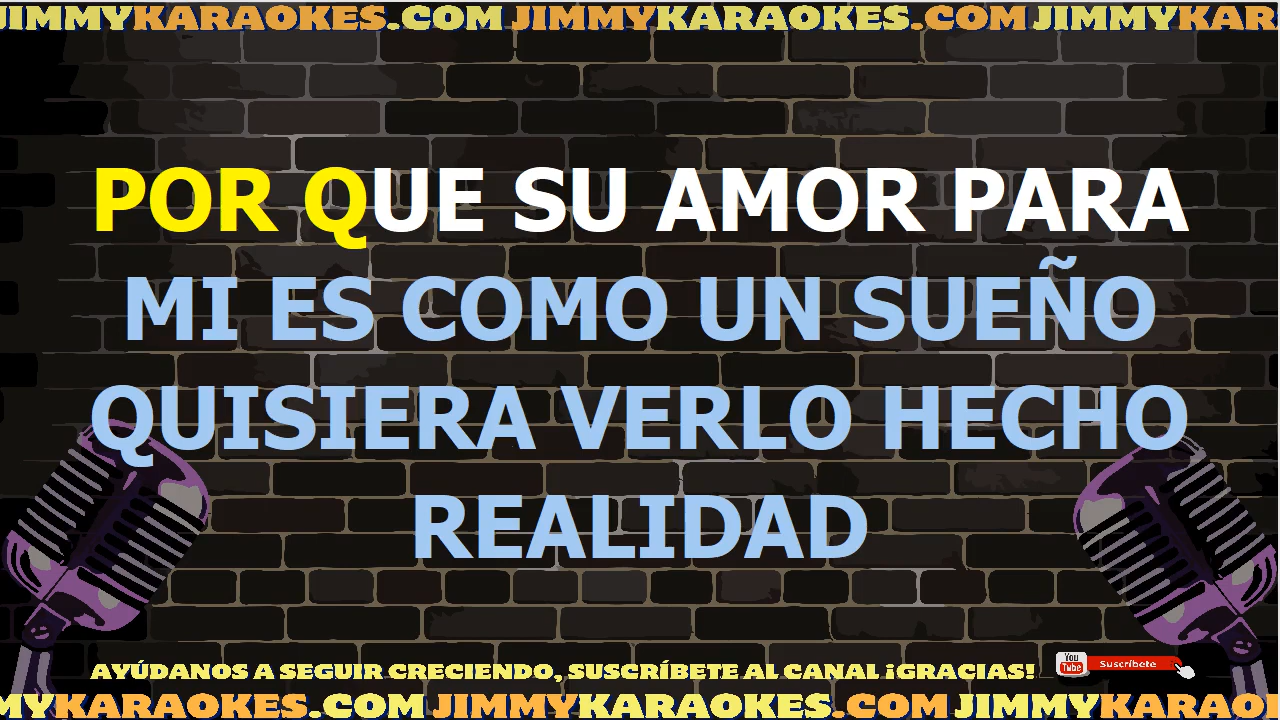 JIMMYKARAOKES.COM JIMMYKARAOKES.COM JIMMYKAR
POR QUE SU AMOR PARA
MI ES COMO UN SUEÑO
QUISIERA VERLO HECHO
REALIDAD
AYÚDANOS A SEGUIR CRECIENDO, SUSCRÍBETE AL CANAL ¡GRACIAS!
You Tube Suscríbete
MYKARAOKES.COM JIMMYKARAOKES.COM JIMMYKARAO